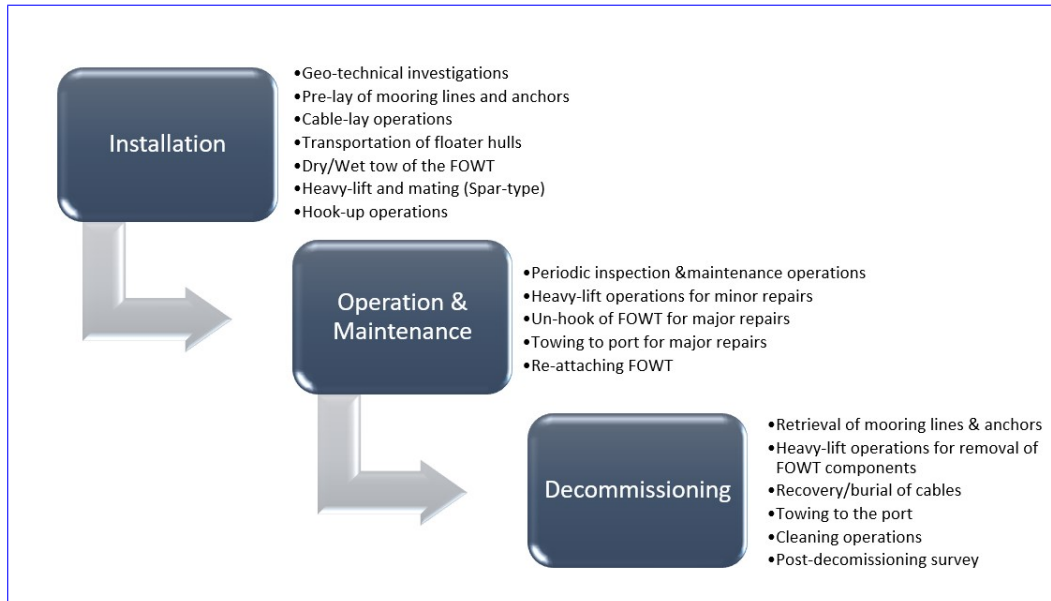 Installation
•Geo-technical investigations
•Pre-lay of mooring lines and anchors
•Cable-lay operations
•Transportation of floater hulls
•Dry/Wet tow of the FOWT
•Heavy-lift and mating (Spar-type)
•Hook-up operations
Operation &
Maintenance
•Periodic inspection &maintenance operations
•Heavy-lift operations for minor repairs
•Un-hook of FOWT for major repairs
•Towing to port for major repairs
•Re-attaching FOWT
Decommissioning
•Retrieval of mooring lines & anchors
•Heavy-lift operations for removal of
FOWT components
•Recovery/burial of cables
•Towing to the port
•Cleaning operations
•Post-decomissioning survey